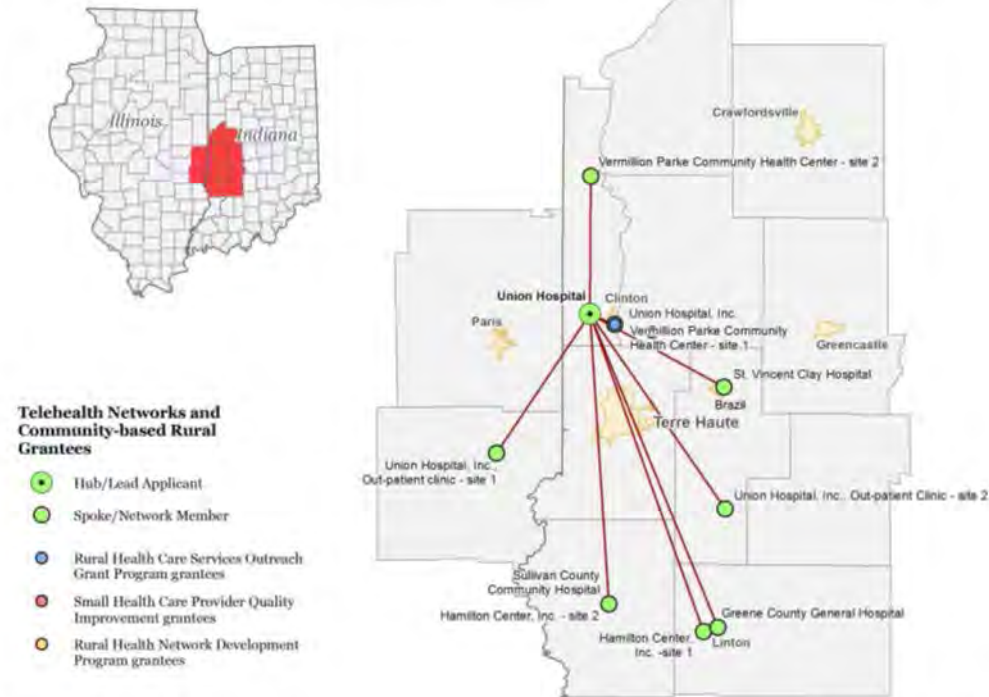 Illinois
Indiana
Crawfordsville
Vermillion Parke Community Health Center - site 2
Union Hospital
Clinton
Union Hospital, Inc.
Vermillion Parke Community
Health Center - site 1
Paris
Greencastle
St. Vincent Clay Hospital
Brazil
Terre Haute
Union Hospital, Inc.,
Out-patient clinic - site 1
Union Hospital, Inc., Out-patient Clinic - site 2
Sullivan County
Community Hospital
Hamilton Center, Inc. - site 2
Greene County General Hospital
Hamilton Center,
Inc. -site 1
Linton
Telehealth Networks and
Community-based Rural
Grantees
Hub/Lead Applicant
Spoke/Network Member
Rural Health Care Services Outreach
Grant Program grantees
Small Health Care Provider Quality
Improvement grantees
Rural Health Network Development
Program grantees